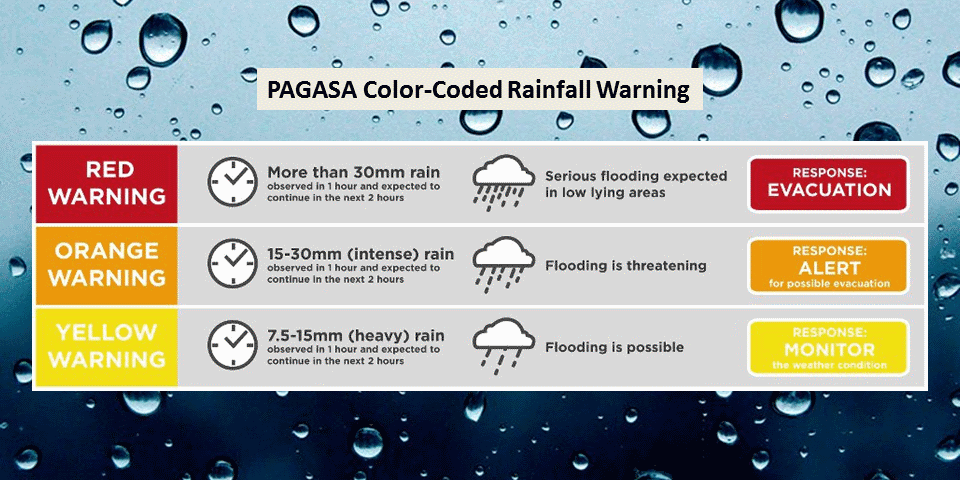 PAGASA Color-Coded Rainfall Warning
RED
WARNING
More than 30mm rain
observed in 1 hour and expected to
continue in the next 2 hours
Serious flooding expected
in low lying areas
RESPONSE:
EVACUATION
ORANGE
WARNING
15-30mm (intense) rain
observed in 1 hour and expected to
continue in the next 2 hours
Flooding is threatening
RESPONSE:
ALERT
for possible evacuation
YELLOW
WARNING
7.5-15mm (heavy) rain
observed in 1 hour and expected to
continue in the next 2 hours
Flooding is possible
RESPONSE:
MONITOR
the weather condition